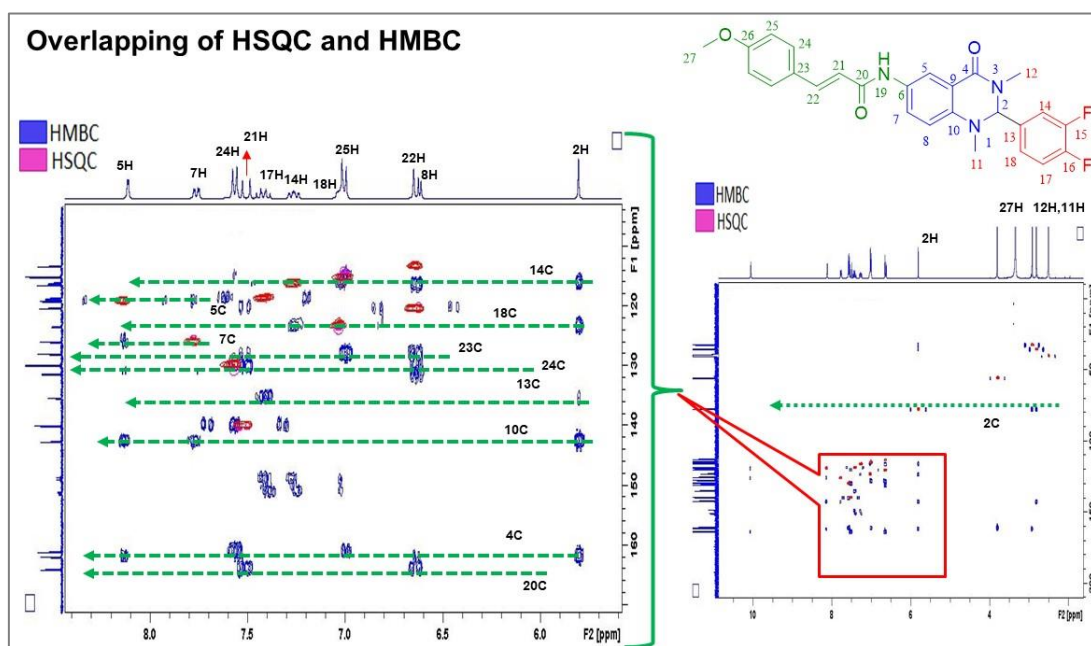 Overlapping of HSQC and HMBC
HMBC
HSQC
5H
7H
24H
21H
17H
14H
18H
25H
22H
8H
2H
14C
5C
18C
7C
23C
24C
13C
10C
4C
20C
F1 [ppm]
120
130
140
150
160
8.0
7.5
7.0
6.5
6.0
F2 [ppm]
O
27
26
25
24
23
22
21
20
O
H
N
19
6
5
7
8
9
10
4
O
3
N
12
2
N
1
11
13
14
15
F
16
F
17
18
HMBC
HSQC
2H
27H
12H,11H
2C
F1 [ppm]
10
8
6
4
F2 [ppm]